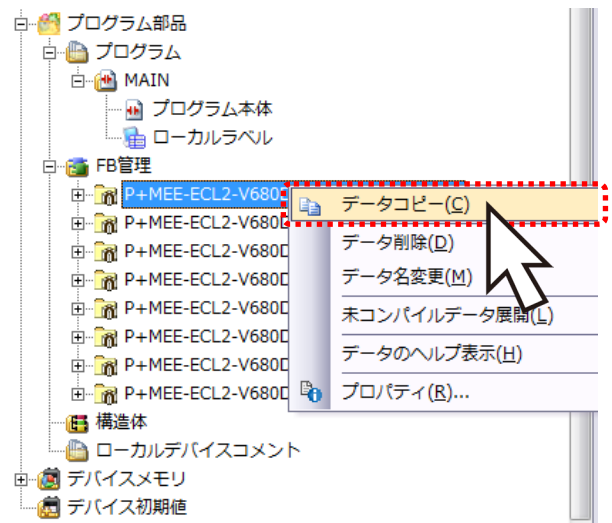 プログラム部品
プログラム
MAIN
プログラム本体
ローカルラベル
FB管理
P+MEE-ECL2-V680
P+MEE-ECL2-V680D
P+MEE-ECL2-V680D
P+MEE-ECL2-V680D
P+MEE-ECL2-V680D
P+MEE-ECL2-V680D
P+MEE-ECL2-V680D
P+MEE-ECL2-V680D
構造体
ローカルデバイスコメント
デバイスメモリ
デバイス初期値
データコピー(C)
データ削除(D)
データ名変更(M)
未コンパイルデータ展開(L)
データのヘルプ表示(H)
プロパティ(R)...